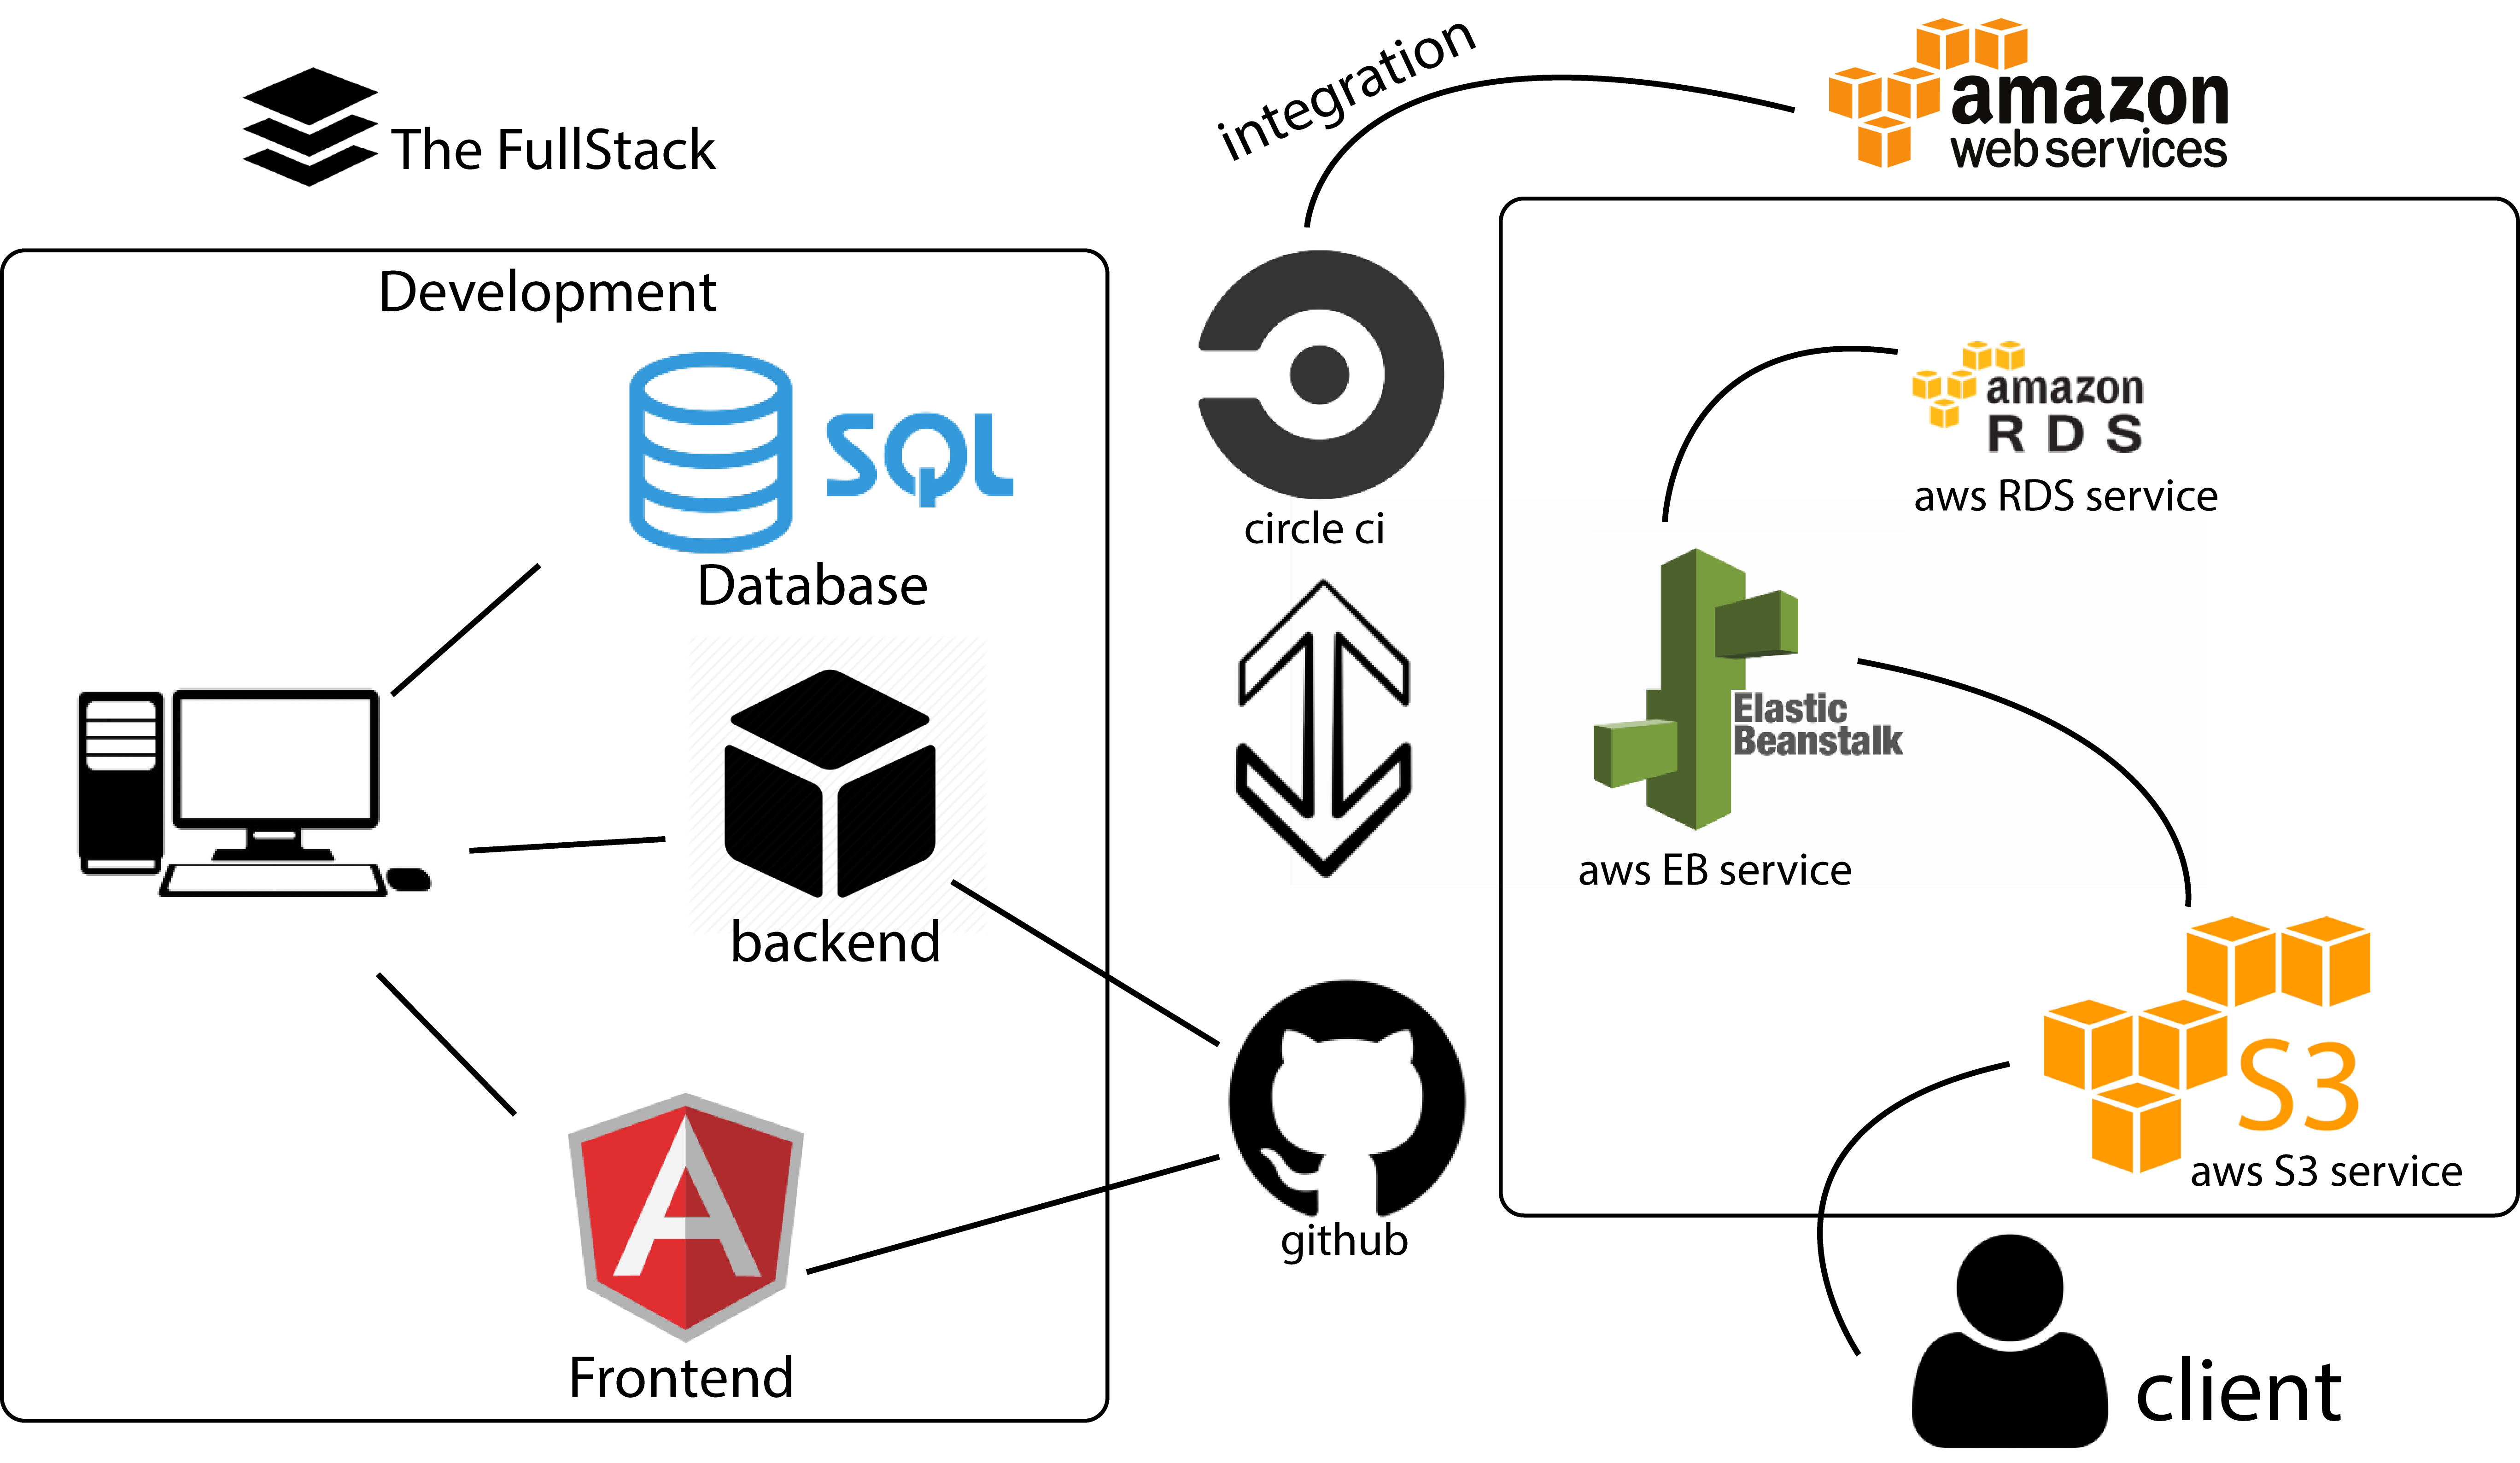 The FullStack
integration
amazon
web services
Development
SQL
Database
backend
Frontend
circle ci
github
amazon
RDS
aws RDS service
Elastic
Beanstalk
aws EB service
S3
aws S3 service
client